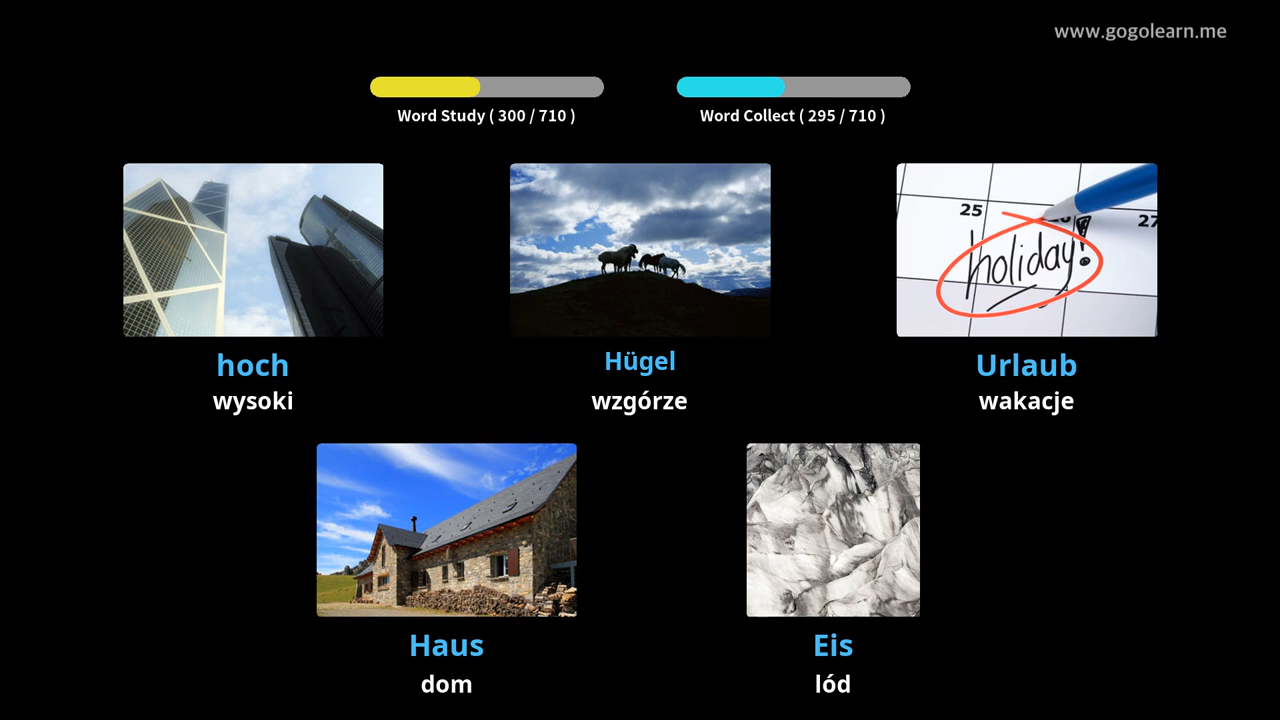 www.gogolearn.me
Word Study ( 300 / 710 )
Word Collect ( 295 / 710 )
25
27
holiday!
hoch
wysoki
Hügel
wzgórze
Urlaub
wakacje
Haus
dom
Eis
lód